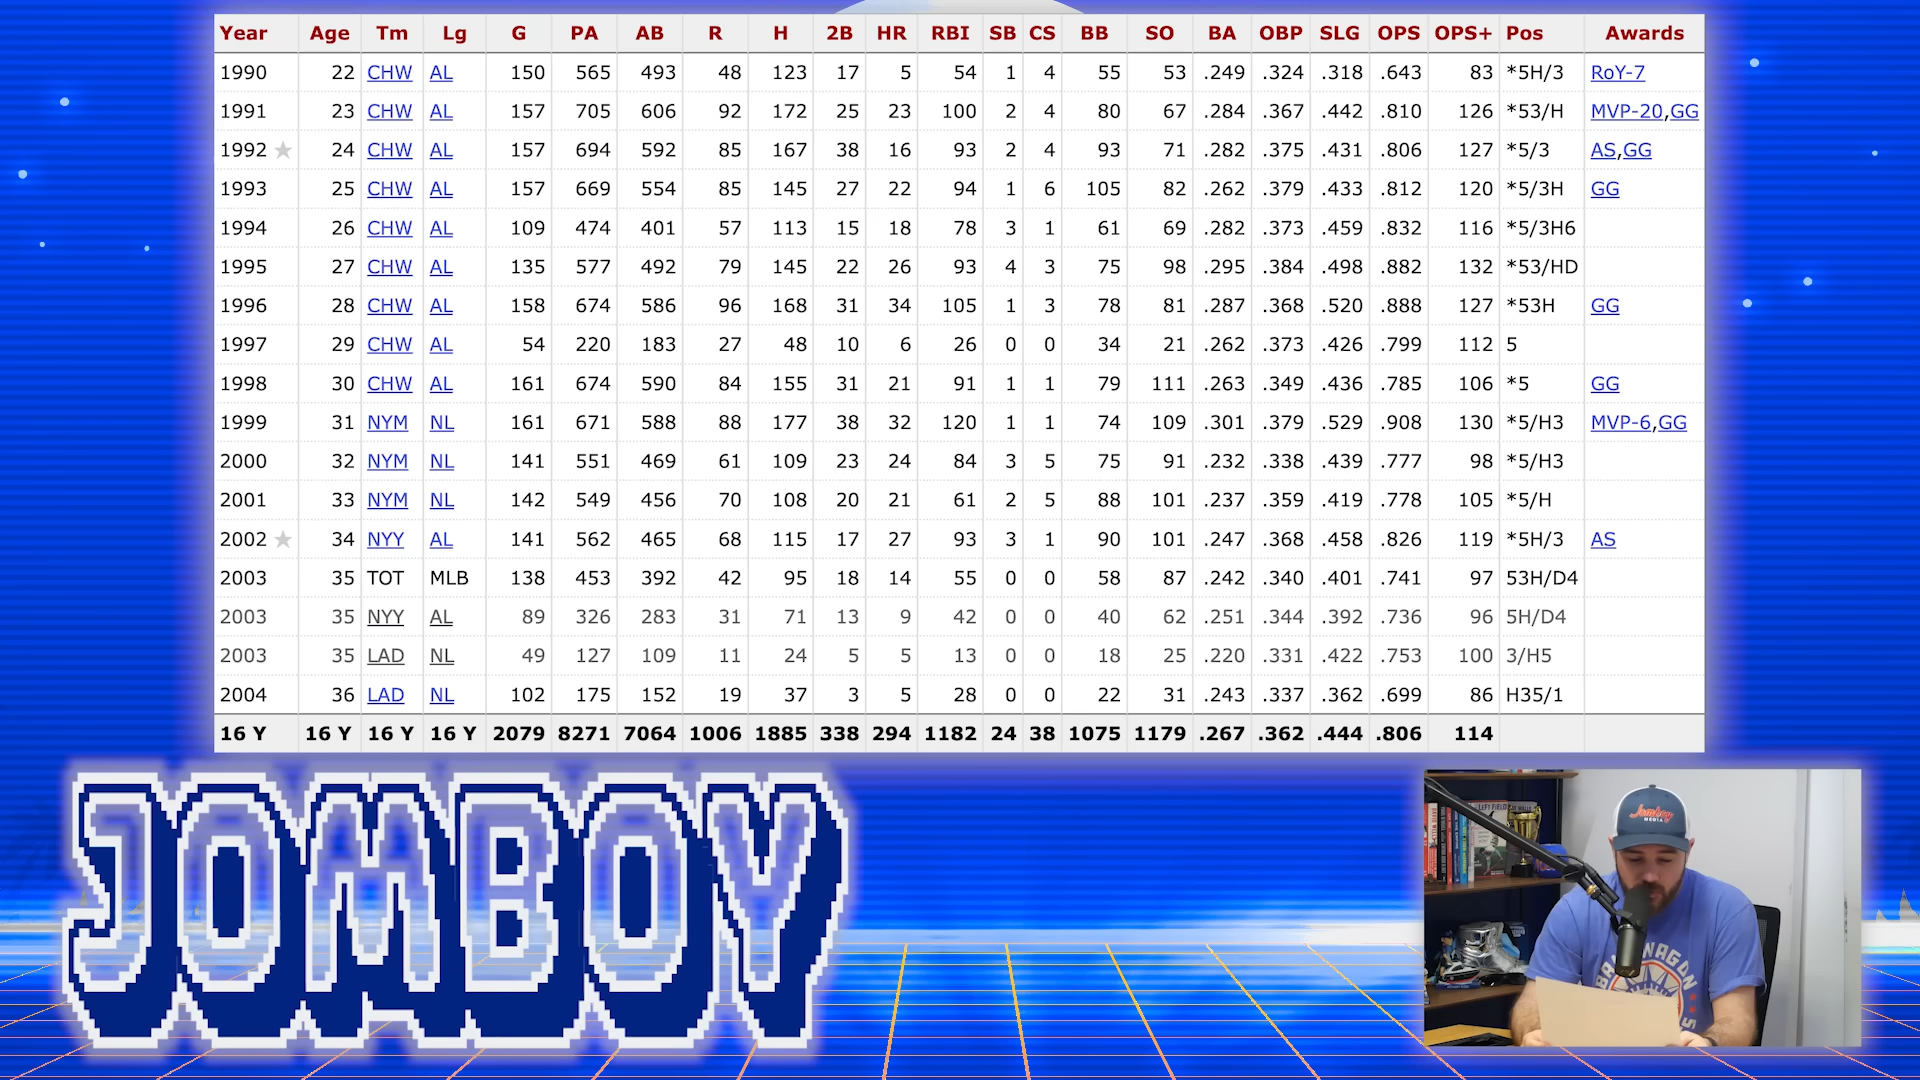 Year Age Tm Lg G PA AB R H 2B HR RBI SB CS BB SO BA OBP SLG OPS OPS+ Pos Awards
1990 22 CHW AL 150 565 493 48 123 17 5 54 1 4 55 53 .249 .324 .318 .643 83 *5H/3 RoY-7
1991 23 CHW AL 157 705 606 92 172 25 23 100 2 4 80 67 .284 .367 .442 .810 126 *53/H MVP-20,GG
1992 ★ 24 CHW AL 157 694 592 85 167 38 16 93 2 4 93 71 .282 .375 .431 .806 127 *5/3 AS,GG
1993 25 CHW AL 157 669 554 85 145 27 22 94 1 6 105 82 .262 .379 .433 .812 120 *5/3H GG
1994 26 CHW AL 109 474 401 57 113 15 18 78 3 1 61 69 .282 .373 .459 .832 116 *5/3H6
1995 27 CHW AL 135 577 492 79 145 22 26 93 4 3 75 98 .295 .384 .498 .882 132 *53/HD
1996 28 CHW AL 158 674 586 96 168 31 34 105 1 3 78 81 .287 .368 .520 .888 127 *53H GG
1997 29 CHW AL 54 220 183 27 48 10 6 26 0 0 34 21 .262 .373 .426 .799 112 5
1998 30 CHW AL 161 674 590 84 155 31 21 91 1 1 79 111 .263 .349 .436 .785 106 *5 GG
1999 31 NYM NL 161 671 588 88 177 38 32 120 1 1 74 109 .301 .379 .529 .908 130 *5/H3 MVP-6,GG
2000 32 NYM NL 141 551 469 61 109 23 24 84 3 5 75 91 .232 .338 .439 .777 98 *5/H3
2001 33 NYM NL 142 549 456 70 108 20 21 61 2 5 88 101 .237 .359 .419 .778 105 *5/H
2002 ★ 34 NYY AL 141 562 465 68 115 17 27 93 3 1 90 101 .247 .368 .458 .826 119 *5H/3 AS
2003 35 TOT MLB 138 453 392 42 95 18 14 55 0 0 58 87 .242 .340 .401 .741 97 53H/D4
2003 35 NYY AL 89 326 283 31 71 13 9 42 0 0 40 62 .251 .344 .392 .736 96 5H/D4
2003 35 LAD NL 49 127 109 11 24 5 5 13 0 0 18 25 .220 .331 .422 .753 100 3/H5
2004 36 LAD NL 102 175 152 19 37 3 5 28 0 0 22 31 .243 .337 .362 .699 86 H35/1
16 Y 16 Y 16 Y 16 Y 2079 8271 7064 1006 1885 338 294 1182 24 38 1075 1179 .267 .362 .444 .806 114
JOMBOY
LEFT FIELD
Jomboy
MEDIA